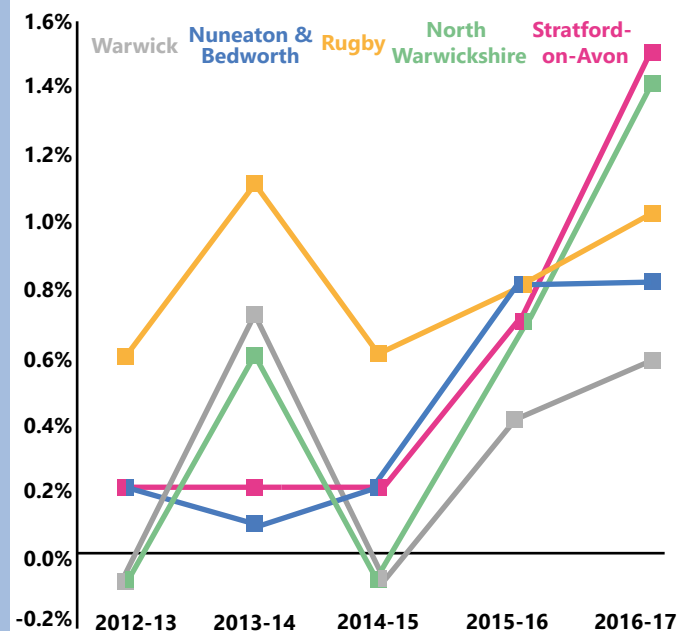 1.6%
1.4%
1.2%
1.0%
0.8%
0.6%
0.4%
0.2%
0.0%
-0.2%
Warwick
Nuneaton &
Bedworth
Rugby
North
Warwickshire
Stratford-
on-Avon
2012-13 2013-14 2014-15 2015-16 2016-17